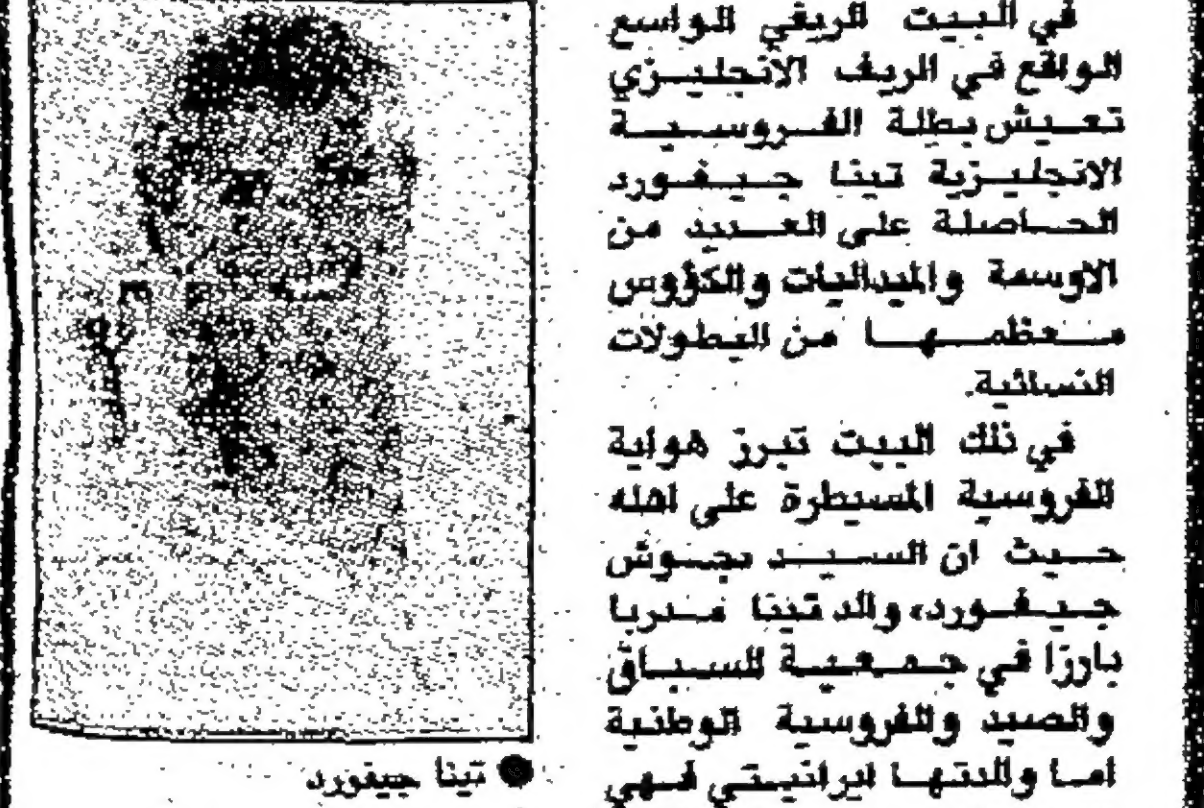 في البيت الريفي الواسع
الواقع في الريف الانجليزي
تعيش بطلة الفروسية
الانجليزية تينا جيفورد
الحاصلة على العديد من
الاوسمة والميداليات والكؤوس
معظمها من البطولات
النسائية.
في ذلك البيت تبرز هواية
الفروسية المسيطرة على اهله
حيث ان السيد «جوش
جيفورد» والد تينا مدربا
بارزا في جمعية السباق
والصيد والفروسية الوطنية
اما والدتها فهي
● تينا جيفورد